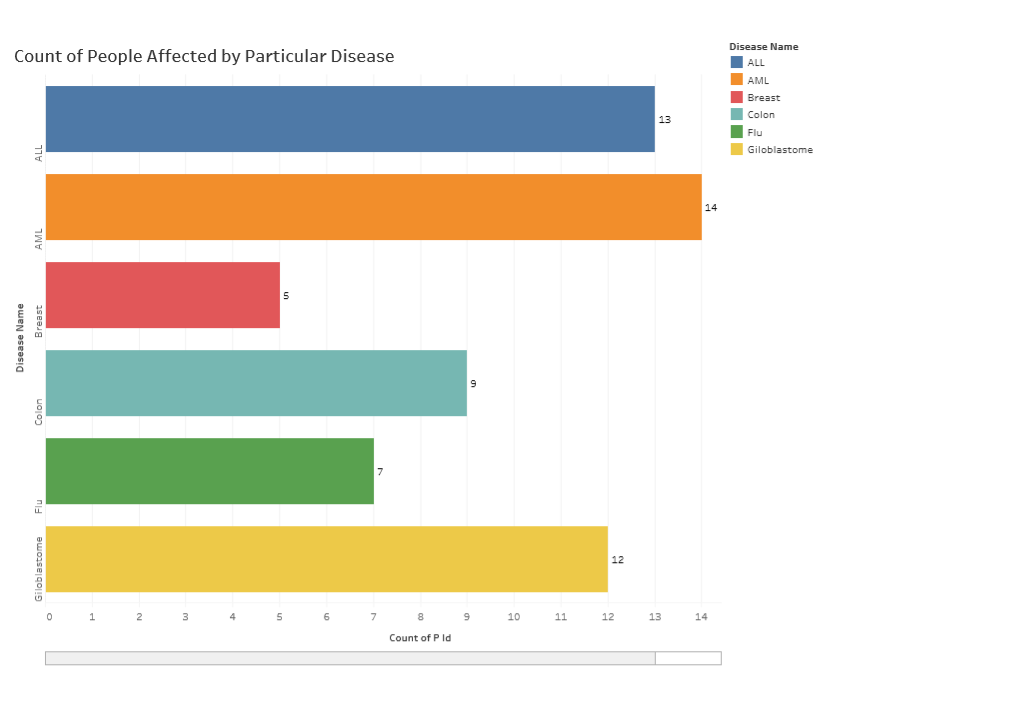 Count of People Affected by Particular Disease
Disease Name
ALL
AML
Breast
Colon
Flu
Giloblastome
Disease Name
ALL
13
AML
14
Breast
5
Colon
9
Flu
7
Giloblastome
12
0 1 2 3 4 5 6 7 8 9 10 11 12 13 14
Count of P Id